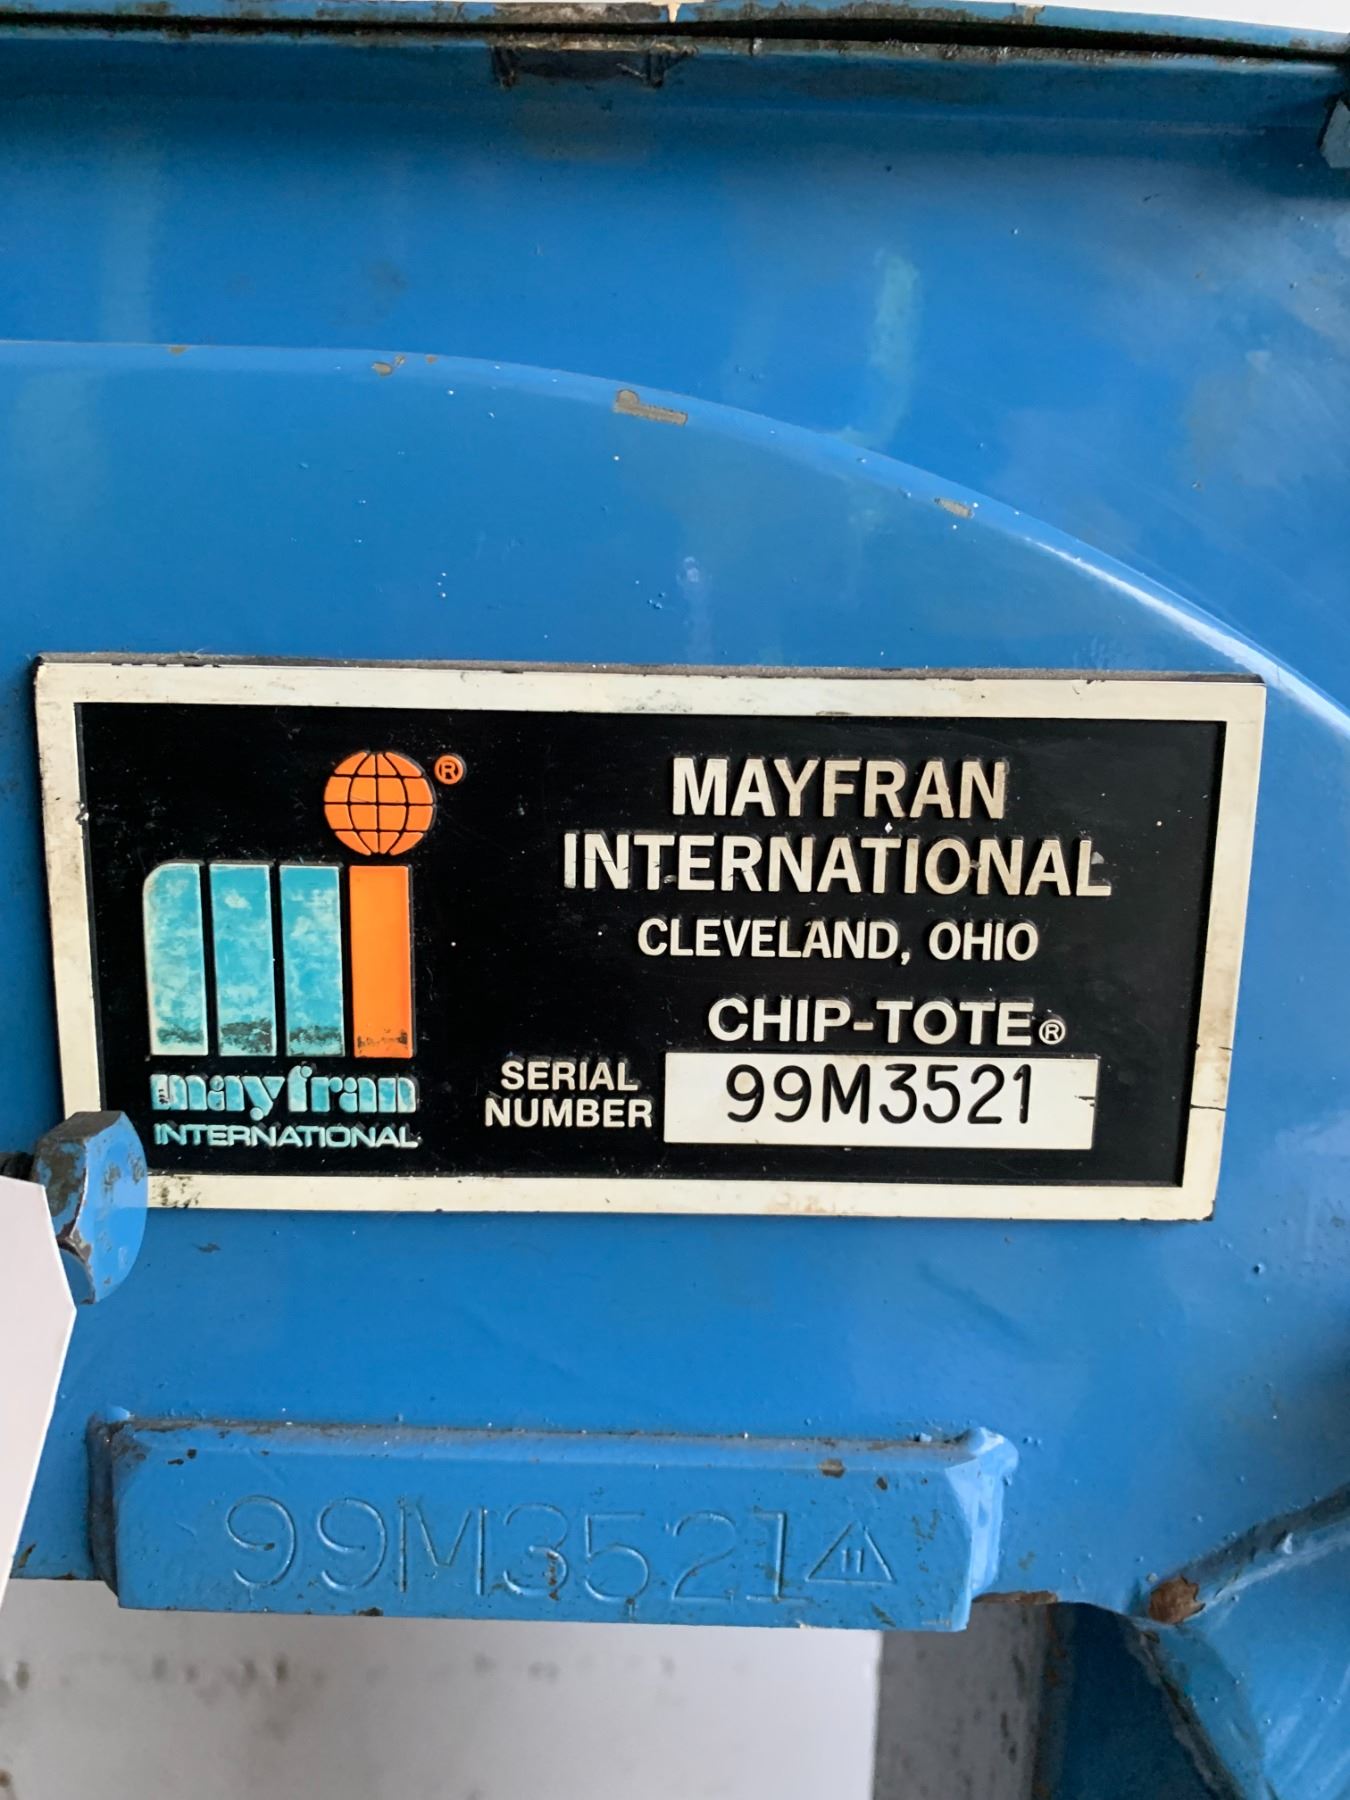 ®
mayfran
INTERNATIONAL
MAYFRAN
INTERNATIONAL
CLEVELAND, OHIO
CHIP-TOTE®
SERIAL
NUMBER
99M3521
99M3521